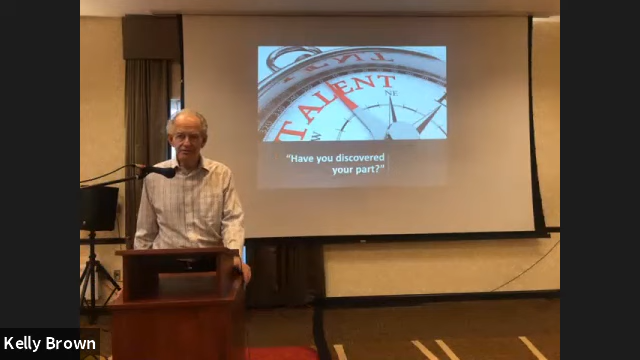 TALENT
NE
W
“Have you discovered
your part?”
Kelly Brown